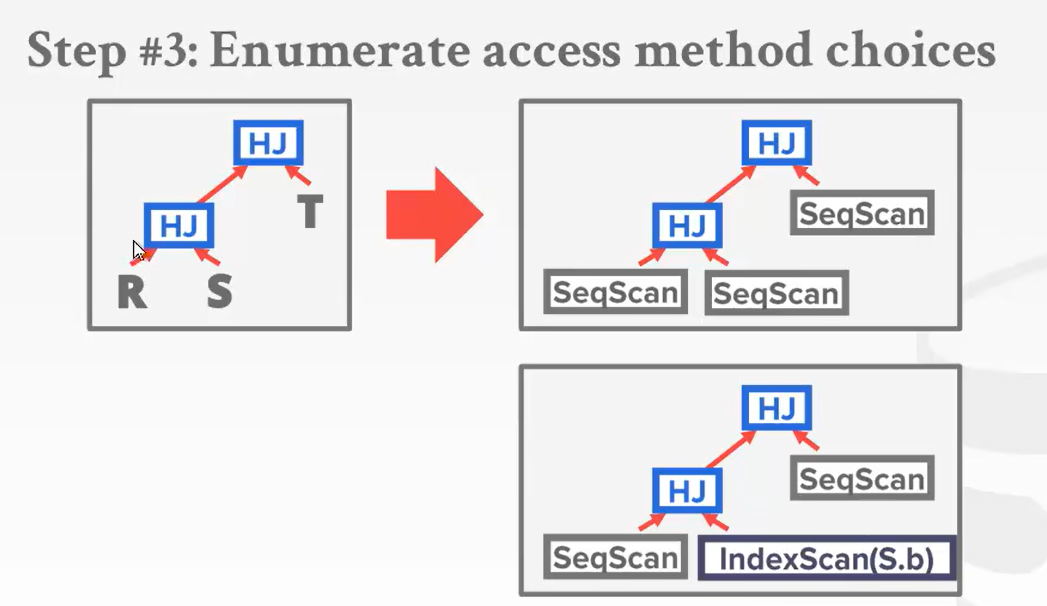 Step #3: Enumerate access method choices
HJ
HJ
T
R
S
HJ
SeqScan
HJ
SeqScan
SeqScan
HJ
SeqScan
HJ
SeqScan
IndexScan(S.b)